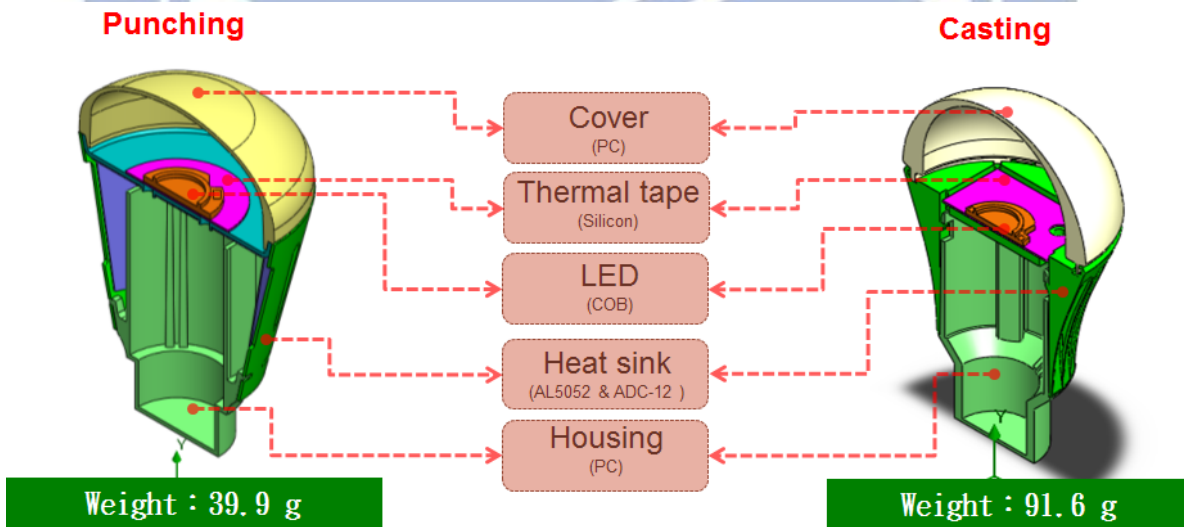 Punching
Casting
Cover
(PC)
Thermal tape
(Silicon)
LED
(COB)
Heat sink
(AL5052 & ADC-12 )
Housing
(PC)
Y
Y
Weight：39.9 g
Weight：91.6 g